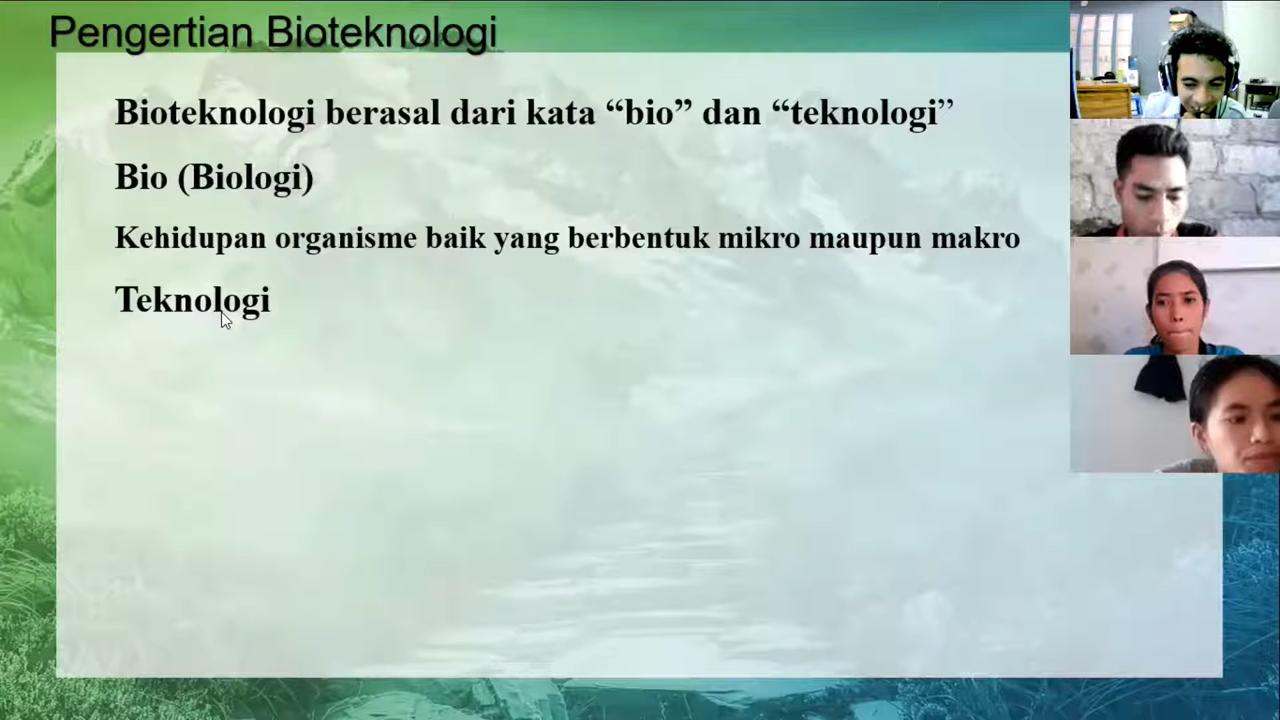 Pengertian Bioteknologi
Bioteknologi berasal dari kata “bio” dan “teknologi”
Bio (Biologi)
Kehidupan organisme baik yang berbentuk mikro maupun makro
Teknologi